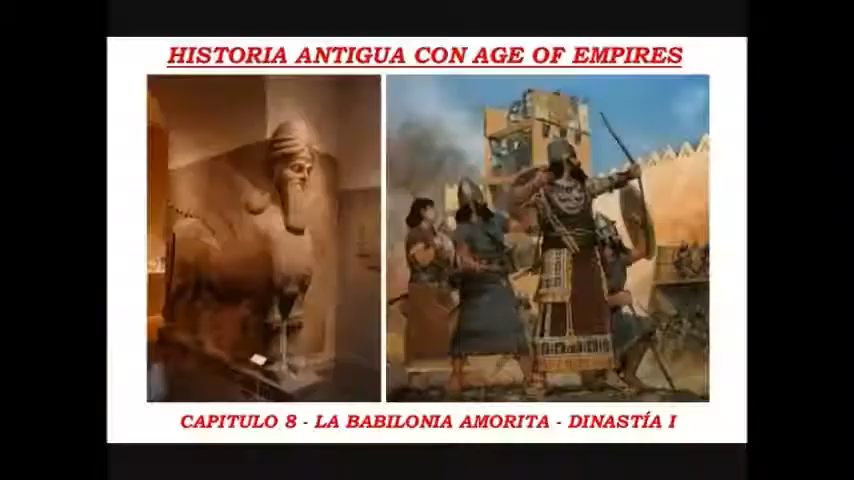 HISTORIA ANTIGUA CON AGE OF EMPIRES
CAPITULO 8 - LA BABILONIA AMORITA - DINASTÍA I